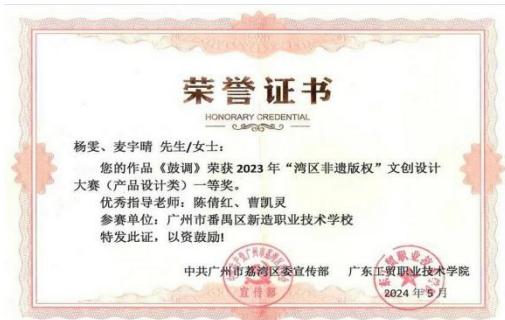 荣誉证书
HONORARY CREDENTIAL
杨雯、麦宇晴 先生/女士：
您的作品《鼓调》荣获 2023 年“湾区非遗版权”文创设计
大赛（产品设计类）一等奖。
优秀指导老师：陈倩红、曹凯灵
参赛单位：广州市番禺区新造职业技术学校
特发此证，以资鼓励！
中共广州市荔湾区委宣传部 广东工贸职业技术学院
宣传部
2024 年 5 月